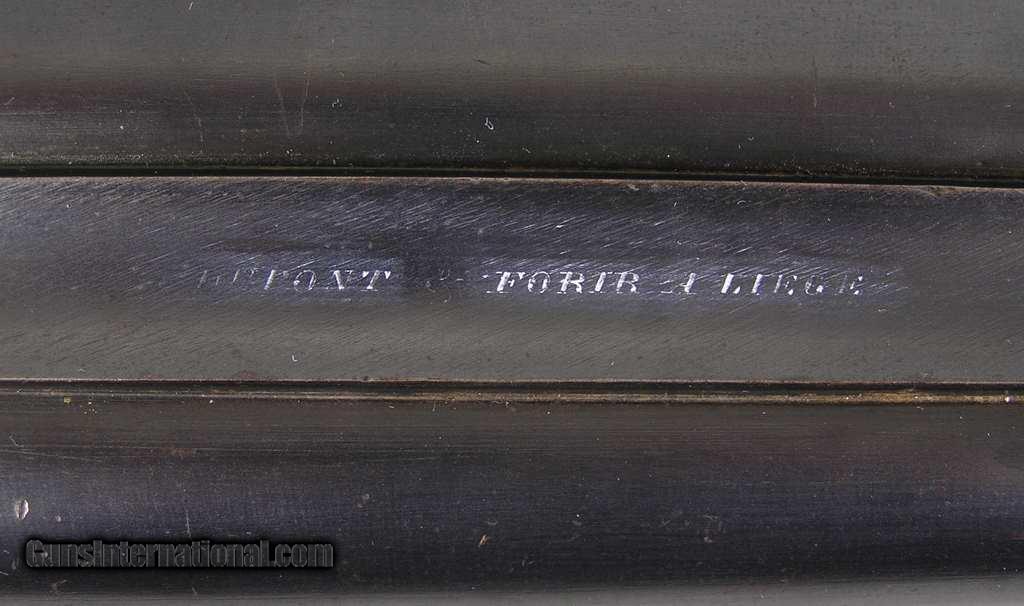 DUPONT & FORIR A LIEGE
GunsInternational.com